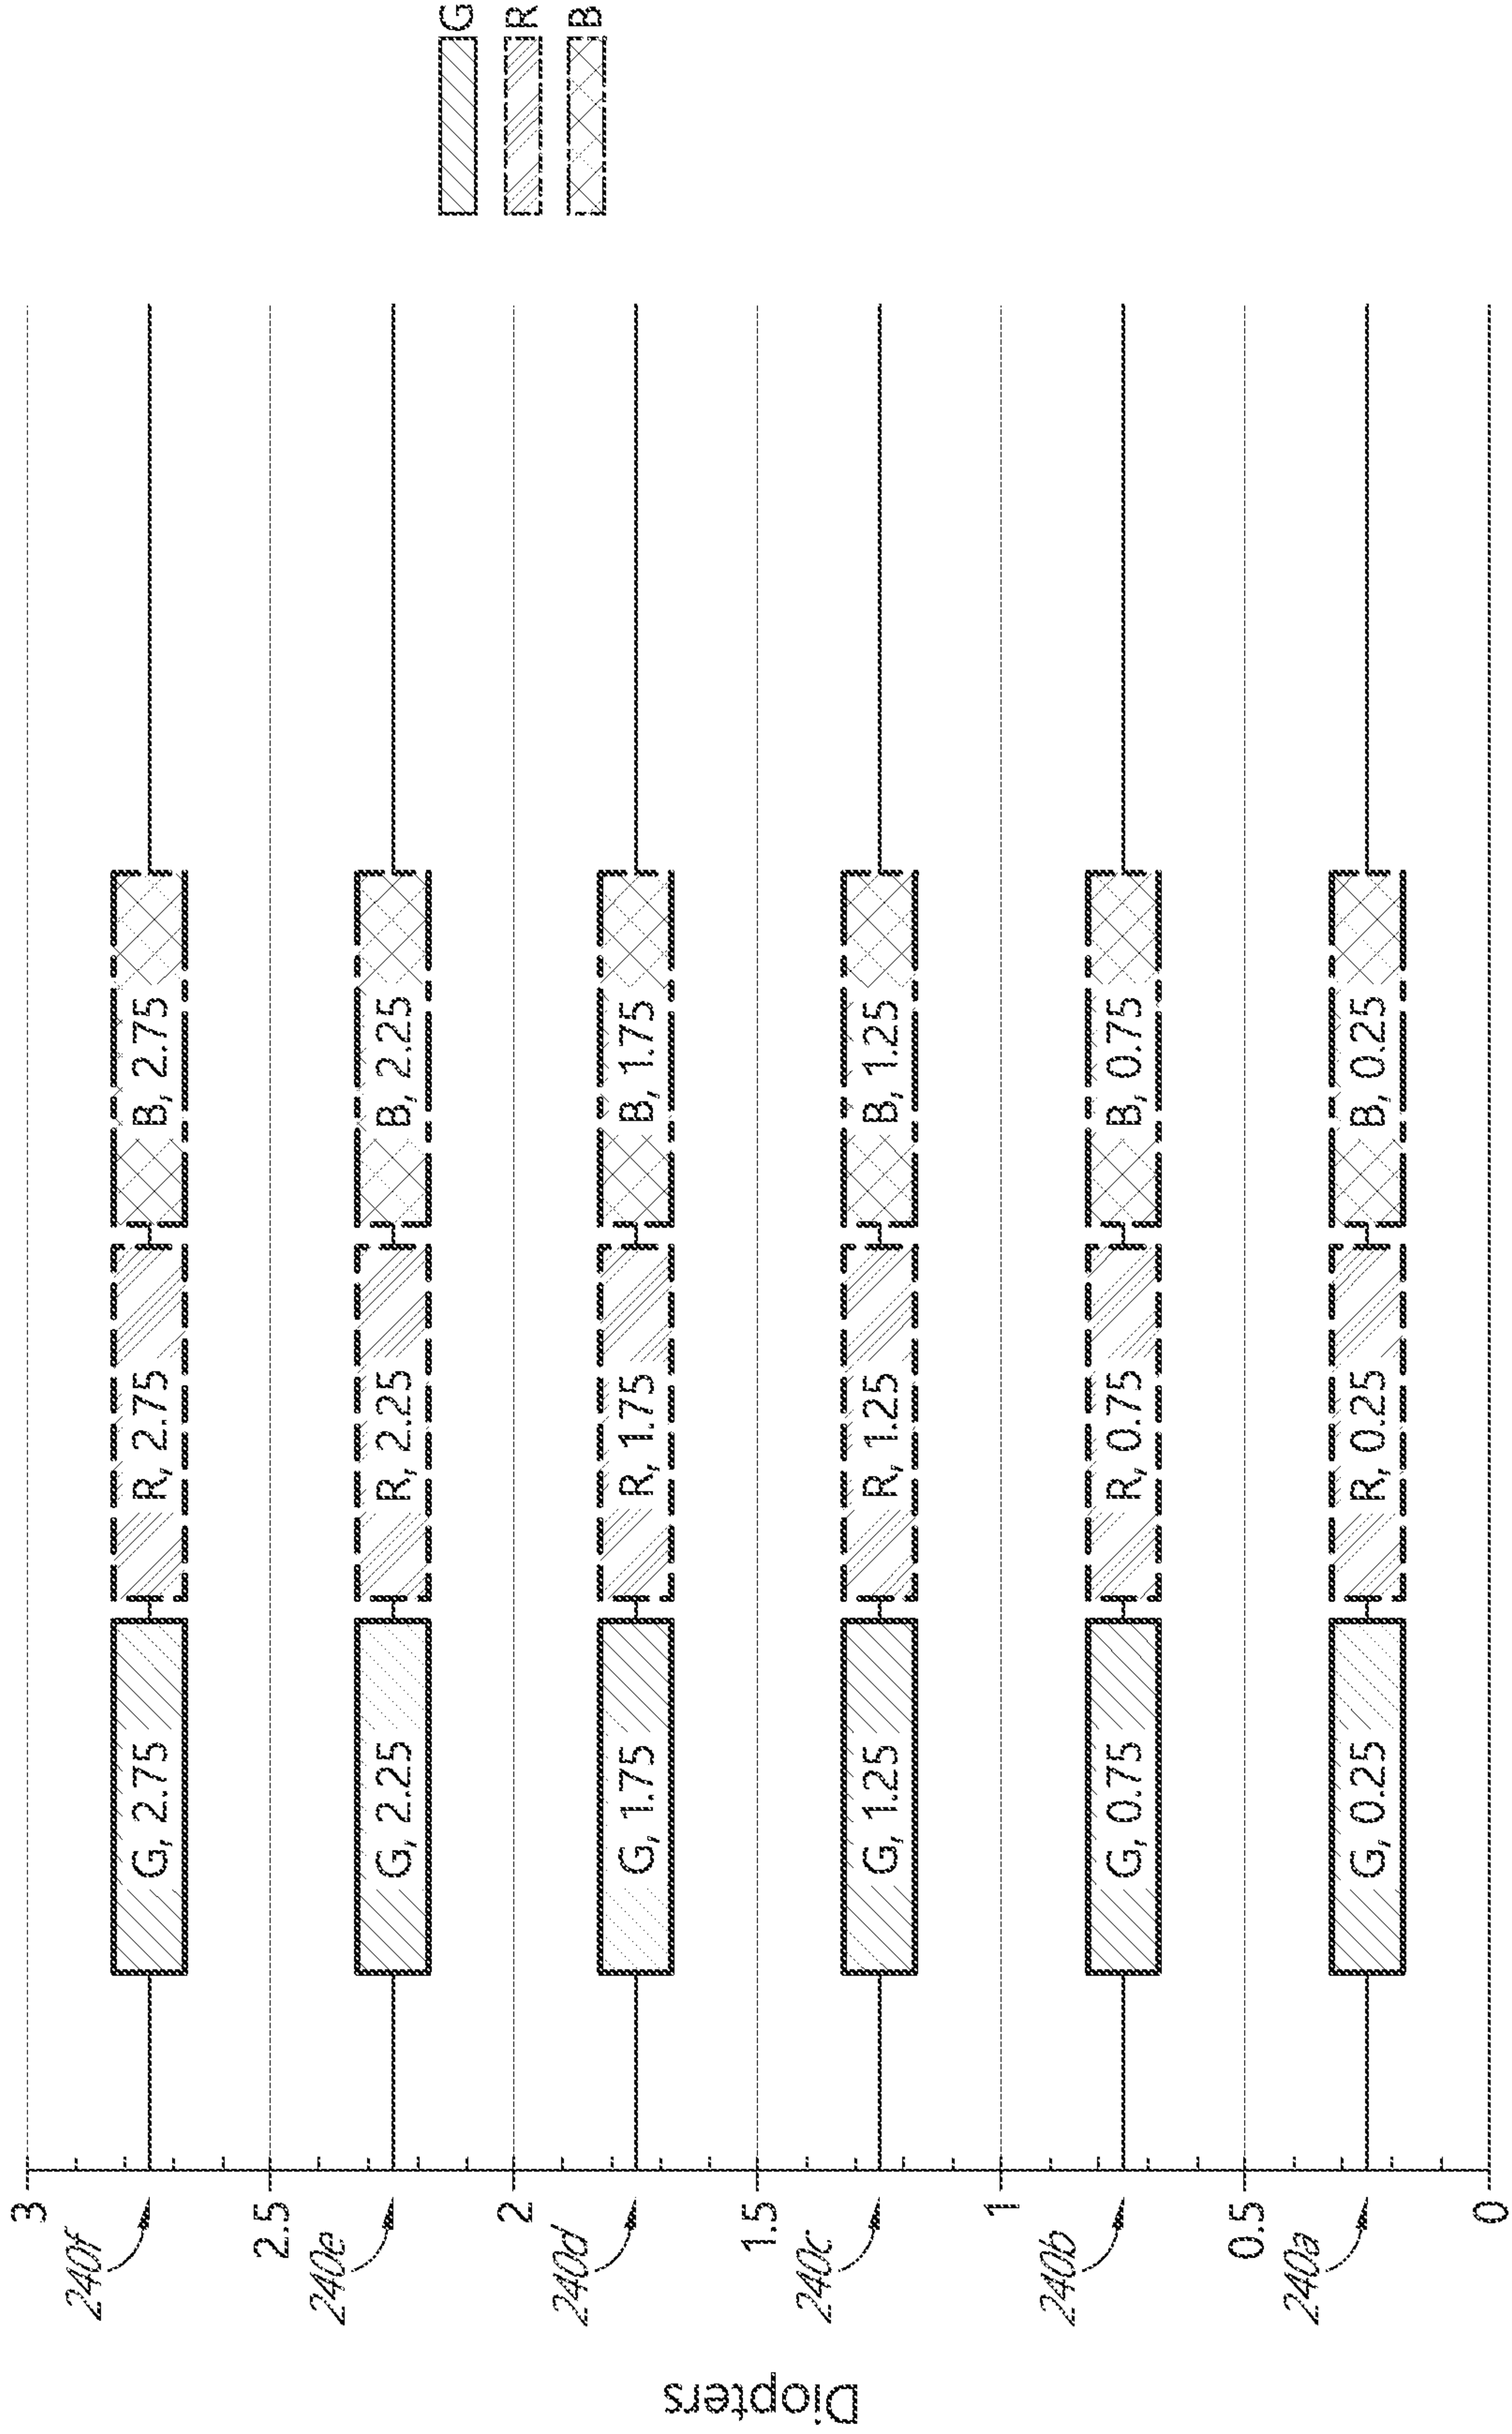 Diopters
3
240f
G, 2.75 R, 2.75 B, 2.75
2.5
240e
G, 2.25 R, 2.25 B, 2.25
2
240d
G, 1.75 R, 1.75 B, 1.75
1.5
240c
G, 1.25 R, 1.25 B, 1.25
1
240b
G, 0.75 R, 0.75 B, 0.75
0.5
240a
G, 0.25 R, 0.25 B, 0.25
0
G
R
B